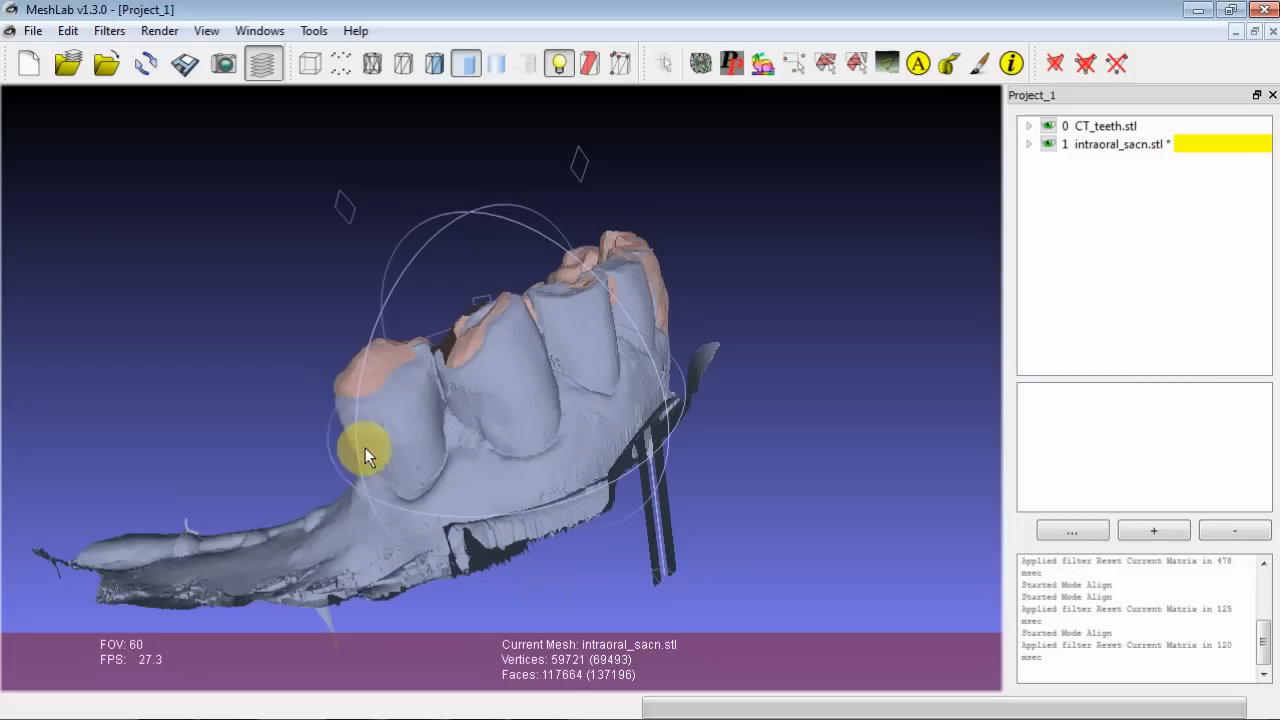 MeshLab v1.3.0 - [Project_1]
File Edit Filters Render View Windows Tools Help
A
i
Project_1
0 CT_teeth.stl
1 intraoral_sacn.stl *
... + -
Applied filter Reset Current Matrix in 478
msec
Started Mode Align
Started Mode Align
Applied filter Reset Current Matrix in 125
msec
Started Mode Align
Applied filter Reset Current Matrix in 120
msec
FOV: 60
FPS: 27.3
Current Mesh: intraoral_sacn.stl
Vertices: 59721 (69493)
Faces: 117664 (137196)